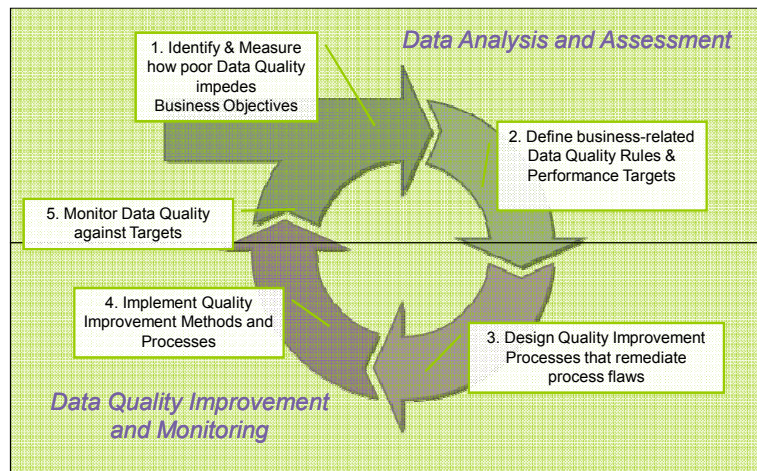 Data Analysis and Assessment
1. Identify & Measure
how poor Data Quality
impedes
Business Objectives
2. Define business-related
Data Quality Rules &
Performance Targets
3. Design Quality Improvement
Processes that remediate
process flaws
4. Implement Quality
Improvement Methods and
Processes
5. Monitor Data Quality
against Targets
Data Quality Improvement
and Monitoring